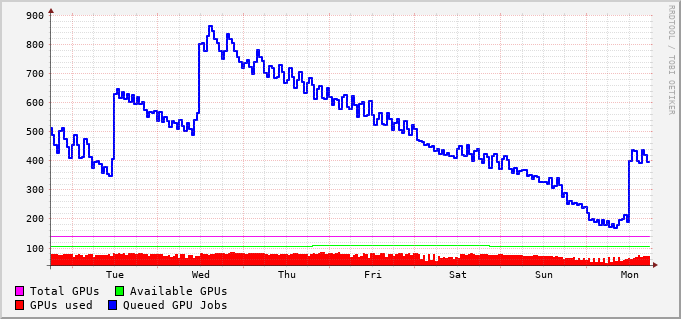 900
800
700
600
500
400
300
200
100
Tue Wed Thu Fri Sat Sun Mon
Total GPUs Available GPUs
GPUs used Queued GPU Jobs
RRDTOOL / TOBI OETIKER